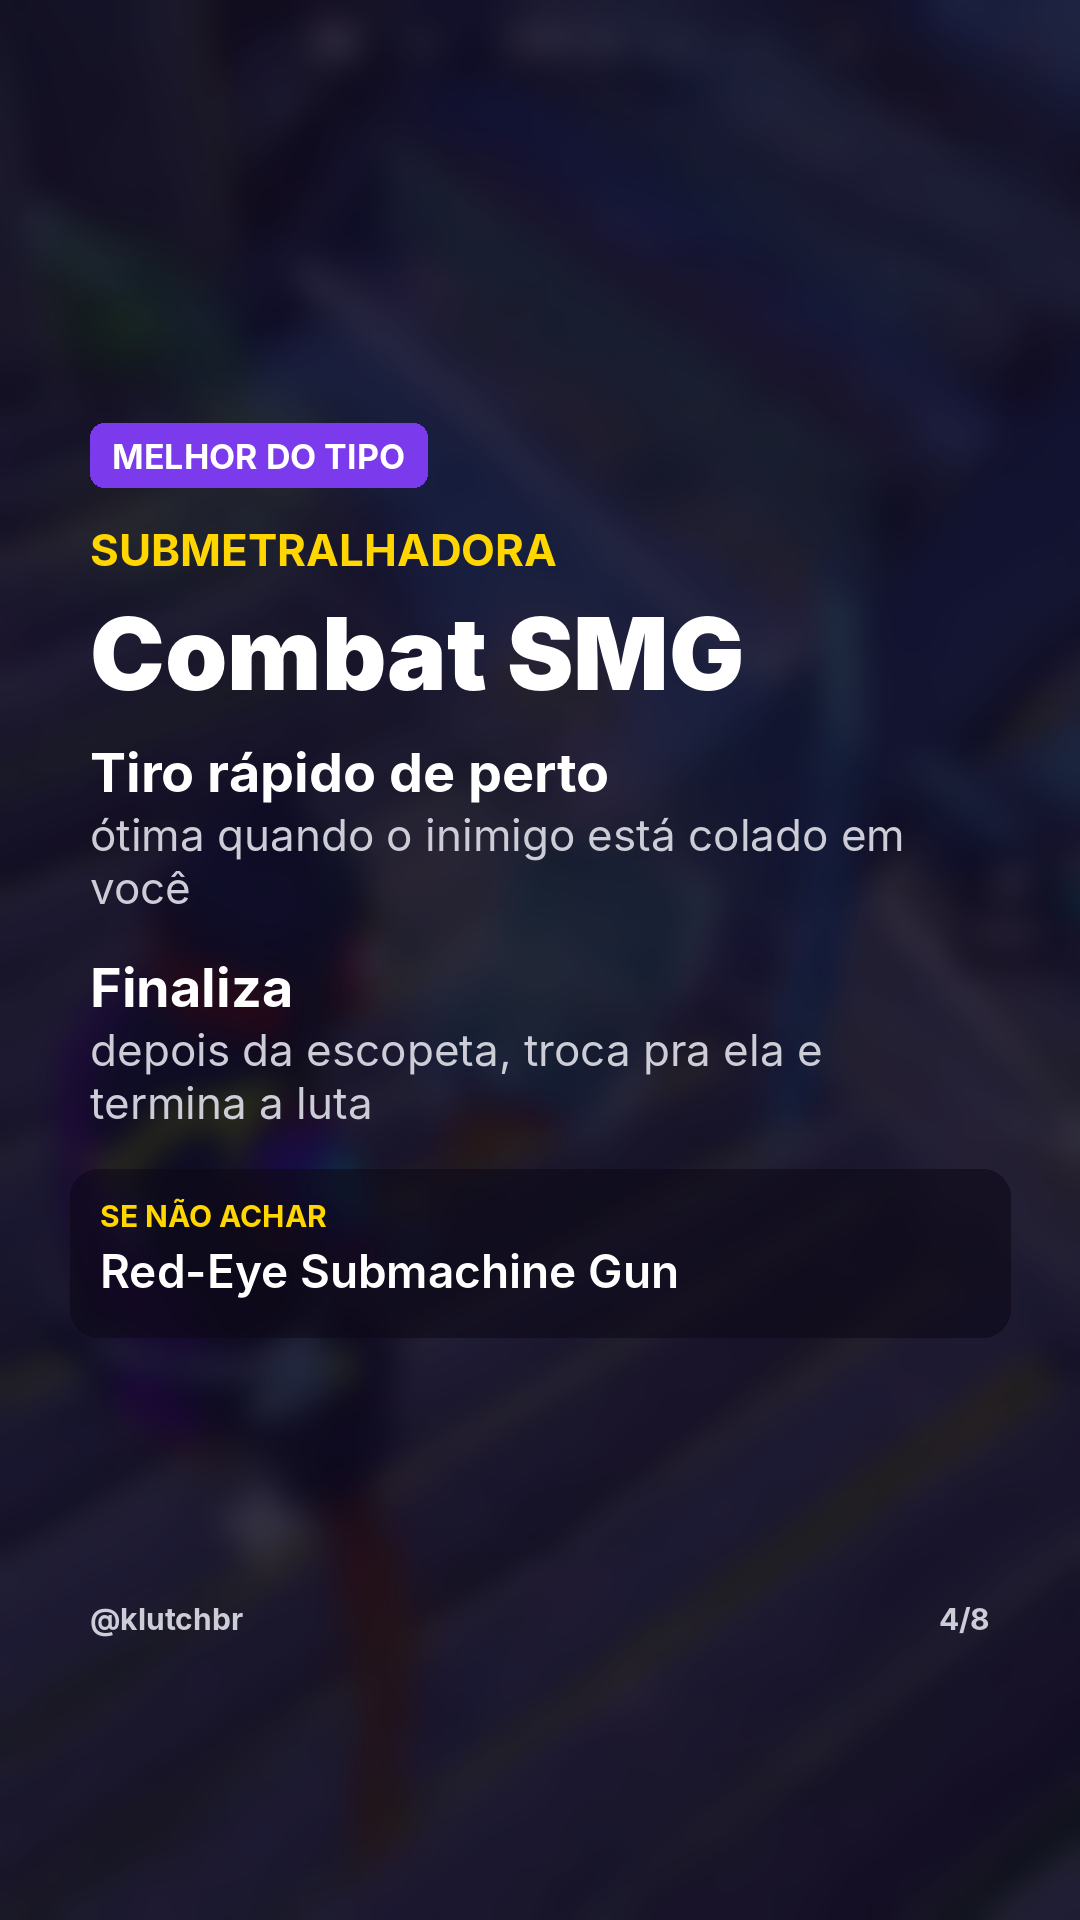 MELHOR DO TIPO
SUBMETRALHADORA
Combat SMG
Tiro rápido de perto
ótima quando o inimigo está colado em
você
Finaliza
depois da escopeta, troca pra ela e
termina a luta
SE NÃO ACHAR
Red-Eye Submachine Gun
@klutchbr
4/8